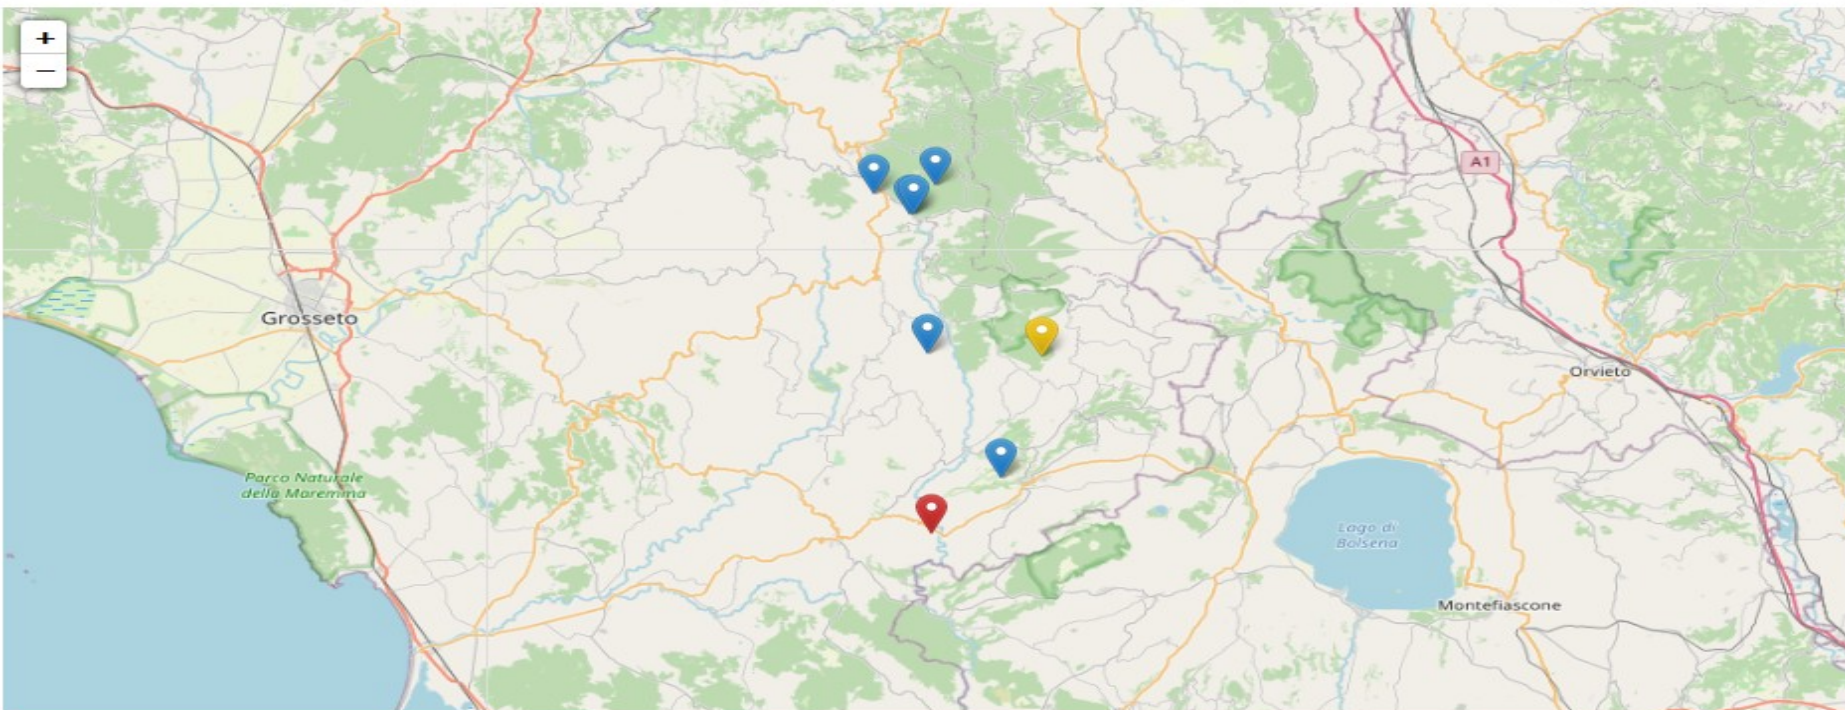 +
−
A1
Grosseto
Orvieto
Parco Naturale
della Maremma
Lago di
Bolsena
Montefiascone